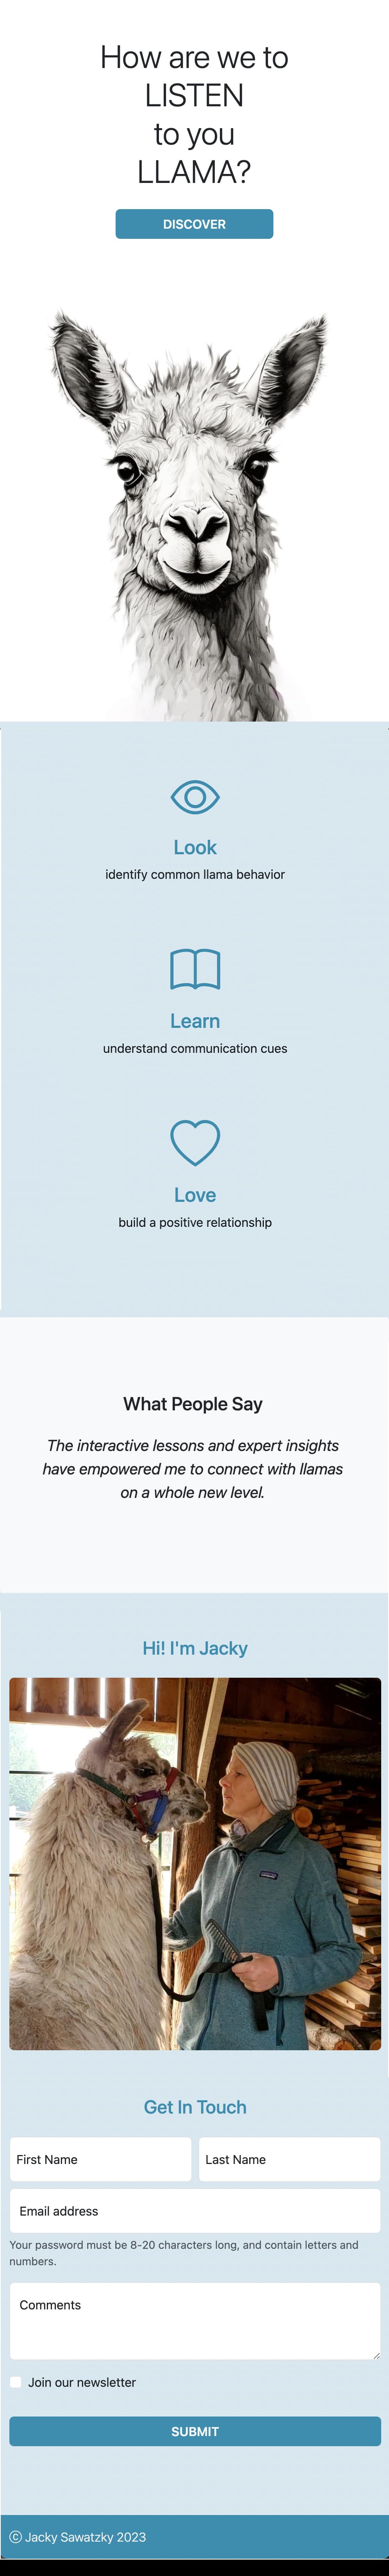 How are we to
LISTEN
to you
LLAMA?
DISCOVER
Look
identify common llama behavior
Learn
understand communication cues
Love
build a positive relationship
What People Say
The interactive lessons and expert insights
have empowered me to connect with llamas
on a whole new level.
Hi! I'm Jacky
patagonia
Get In Touch
First Name
Last Name
Email address
Your password must be 8-20 characters long, and contain letters and
numbers.
Comments
Join our newsletter
SUBMIT
© Jacky Sawatzky 2023